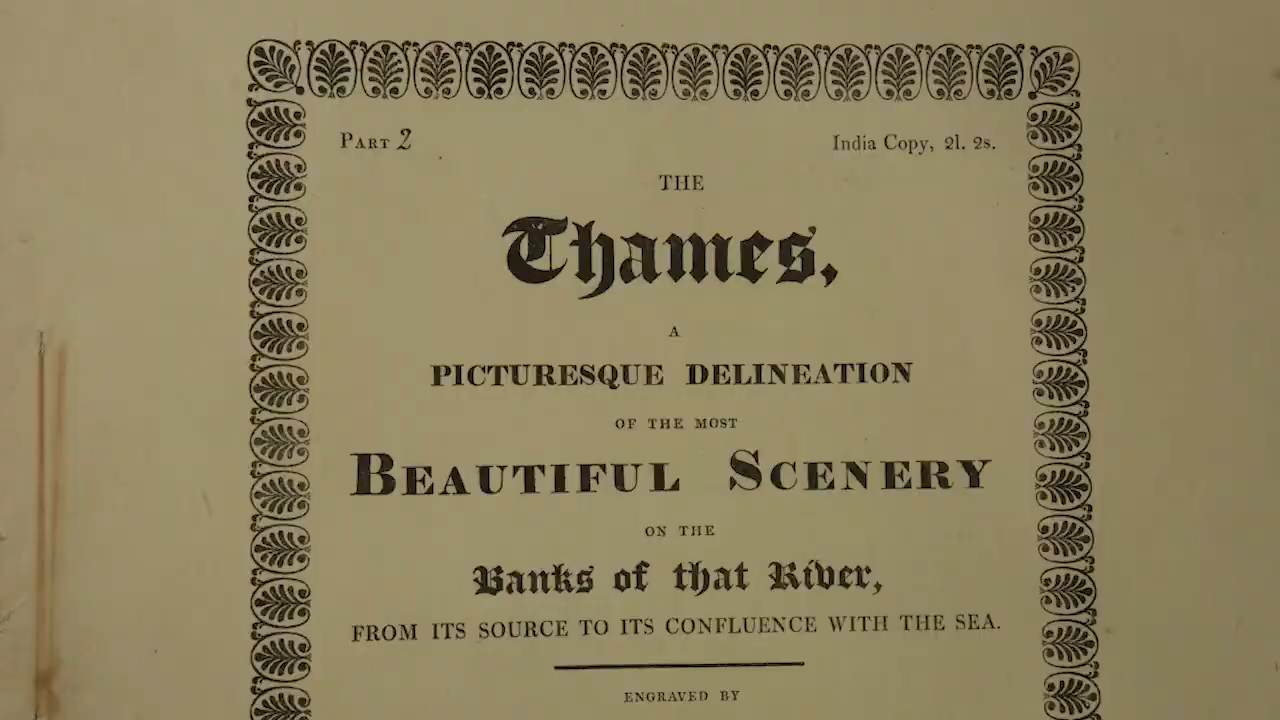 PART 2 India Copy, 2l. 2s.
THE
Thames,
A
PICTURESQUE DELINEATION
OF THE MOST
BEAUTIFUL SCENERY
ON THE
Banks of that River,
FROM ITS SOURCE TO ITS CONFLUENCE WITH THE SEA.
ENGRAVED BY